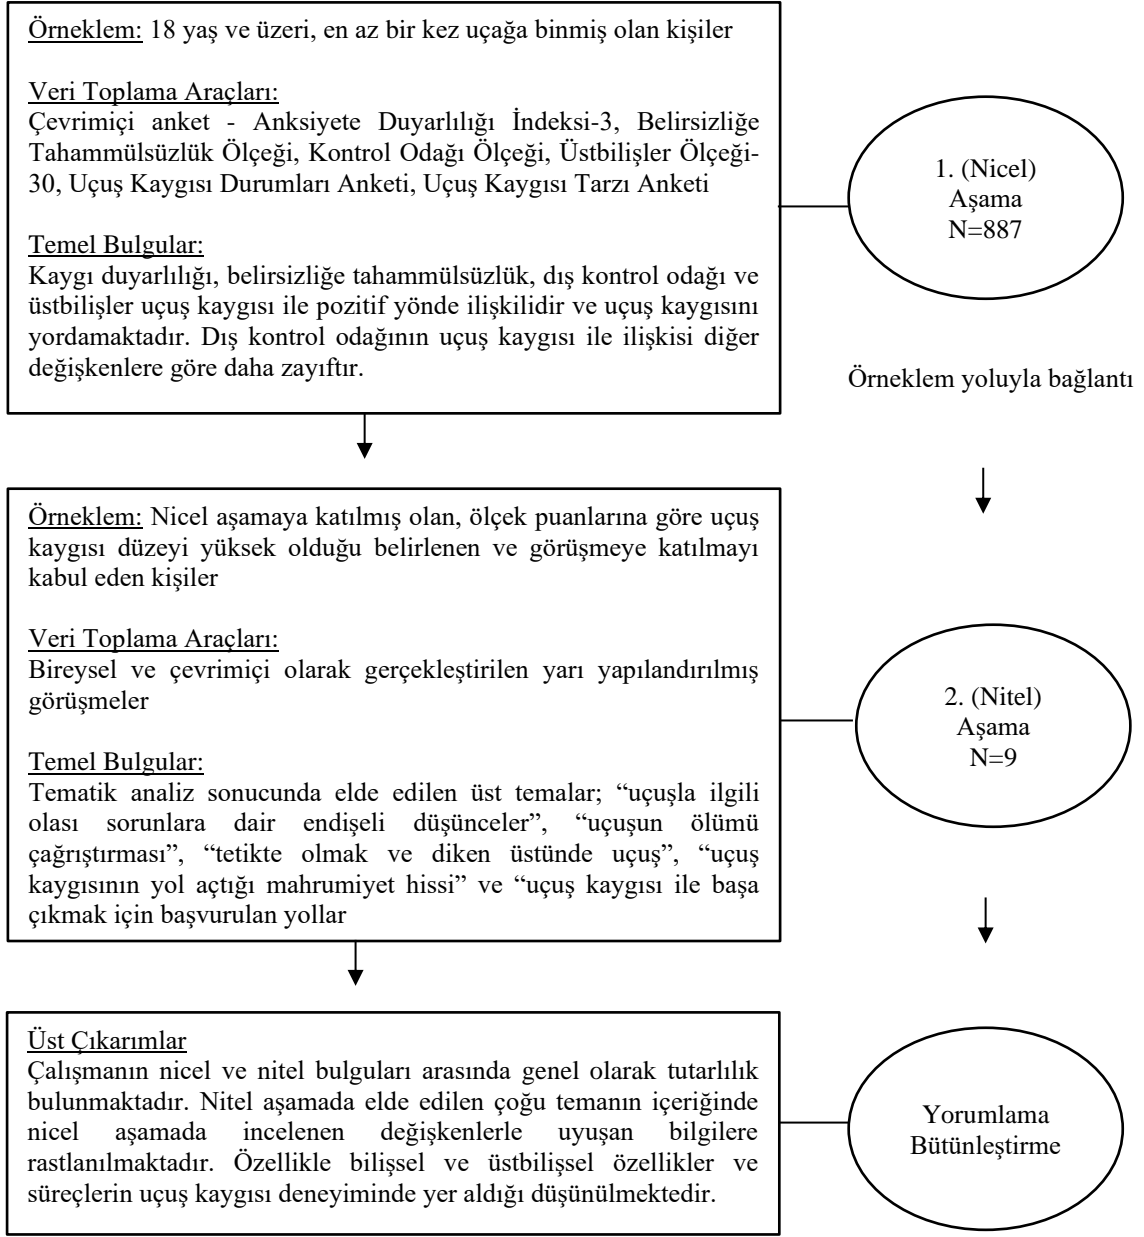 Örneklem: 18 yaş ve üzeri, en az bir kez uçağa binmiş olan kişiler
Veri Toplama Araçları:
Çevrimiçi anket - Anksiyete Duyarlılığı İndeksi-3, Belirsizliğe
Tahammülsüzlük Ölçeği, Kontrol Odağı Ölçeği, Üstbilişler Ölçeği-
30, Uçuş Kaygısı Durumları Anketi, Uçuş Kaygısı Tarzı Anketi
Temel Bulgular:
Kaygı duyarlılığı, belirsizliğe tahammülsüzlük, dış kontrol odağı ve
üstbilişler uçuş kaygısı ile pozitif yönde ilişkilidir ve uçuş kaygısını
yordamaktadır. Dış kontrol odağının uçuş kaygısı ile ilişkisi diğer
değişkenlere göre daha zayıftır.
1. (Nicel)
Aşama
N=887
Örneklem yoluyla bağlantı
Örneklem: Nicel aşamaya katılmış olan, ölçek puanlarına göre uçuş
kaygısı düzeyi yüksek olduğu belirlenen ve görüşmeye katılmayı
kabul eden kişiler
Veri Toplama Araçları:
Bireysel ve çevrimiçi olarak gerçekleştirilen yarı yapılandırılmış
görüşmeler
Temel Bulgular:
Tematik analiz sonucunda elde edilen üst temalar; “uçuşla ilgili
olası sorunlara dair endişeli düşünceler”, “uçuşun ölümü
çağrıştırması”, “tetikte olmak ve diken üstünde uçuş”, “uçuş
kaygısının yol açtığı mahrumiyet hissi” ve “uçuş kaygısı ile başa
çıkmak için başvurulan yollar
2. (Nitel)
Aşama
N=9
Üst Çıkarımlar
Çalışmanın nicel ve nitel bulguları arasında genel olarak tutarlılık
bulunmaktadır. Nitel aşamada elde edilen çoğu temanın içeriğinde
nicel aşamada incelenen değişkenlerle uyuşan bilgilere
rastlanılmaktadır. Özellikle bilişsel ve üstbilişsel özellikler ve
süreçlerin uçuş kaygısı deneyiminde yer aldığı düşünülmektedir.
Yorumlama
Bütünleştirme